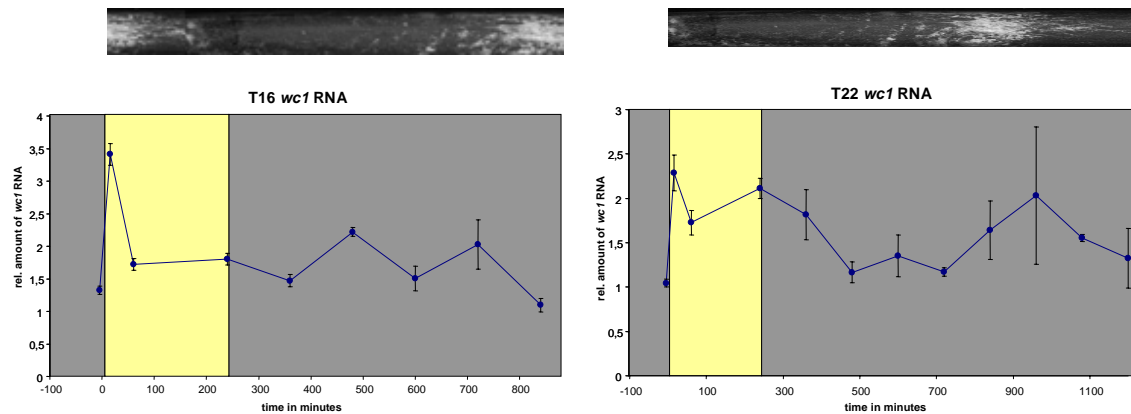 T16 wc1 RNA
rel. amount of wc1 RNA
4
3,5
3
2,5
2
1,5
1
0,5
0
-100 0 100 200 300 400 500 600 700 800
time in minutes
T22 wc1 RNA
rel. amount of wc1 RNA
3
2,5
2
1,5
1
0,5
0
-100 100 300 500 700 900 1100
time in minutes